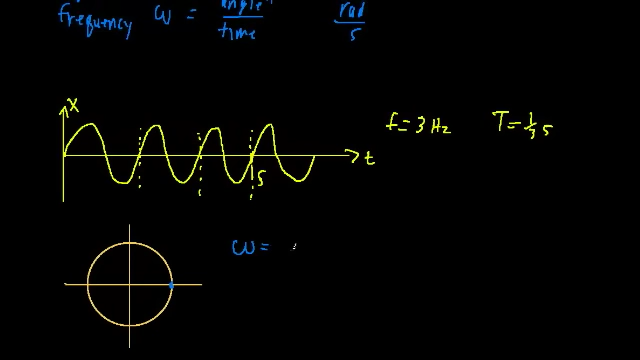 frequency ω = angle/time rad/s
x
f = 3 Hz T = 1/3 s
t
s
ω =